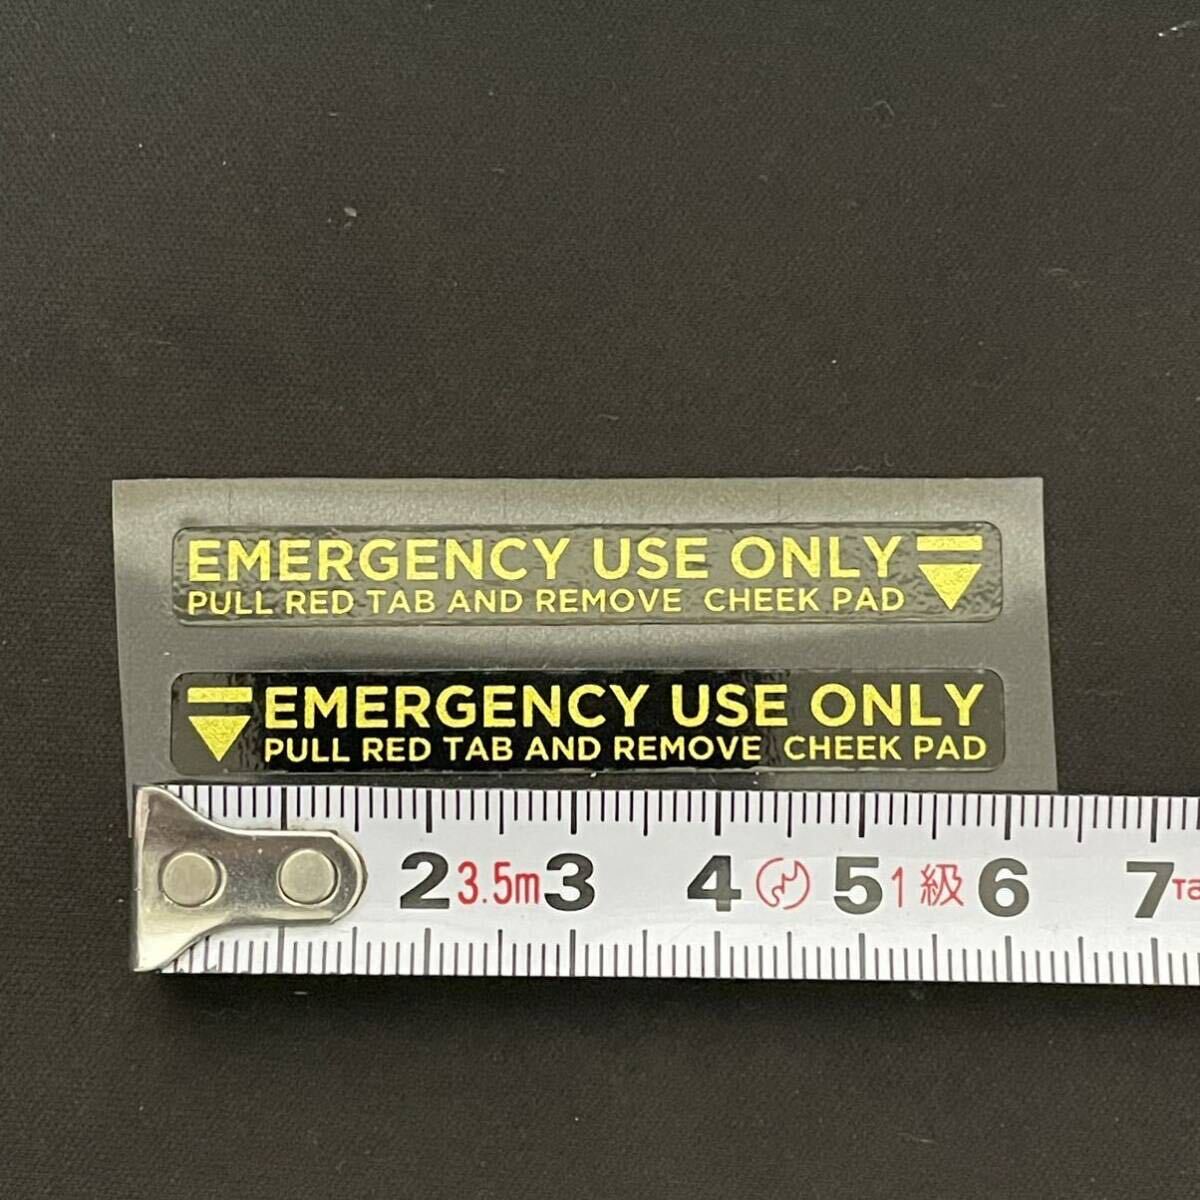 EMERGENCY USE ONLY
PULL RED TAB AND REMOVE CHEEK PAD
EMERGENCY USE ONLY
PULL RED TAB AND REMOVE CHEEK PAD
2 3.5m 3 4 5 1級 6 7